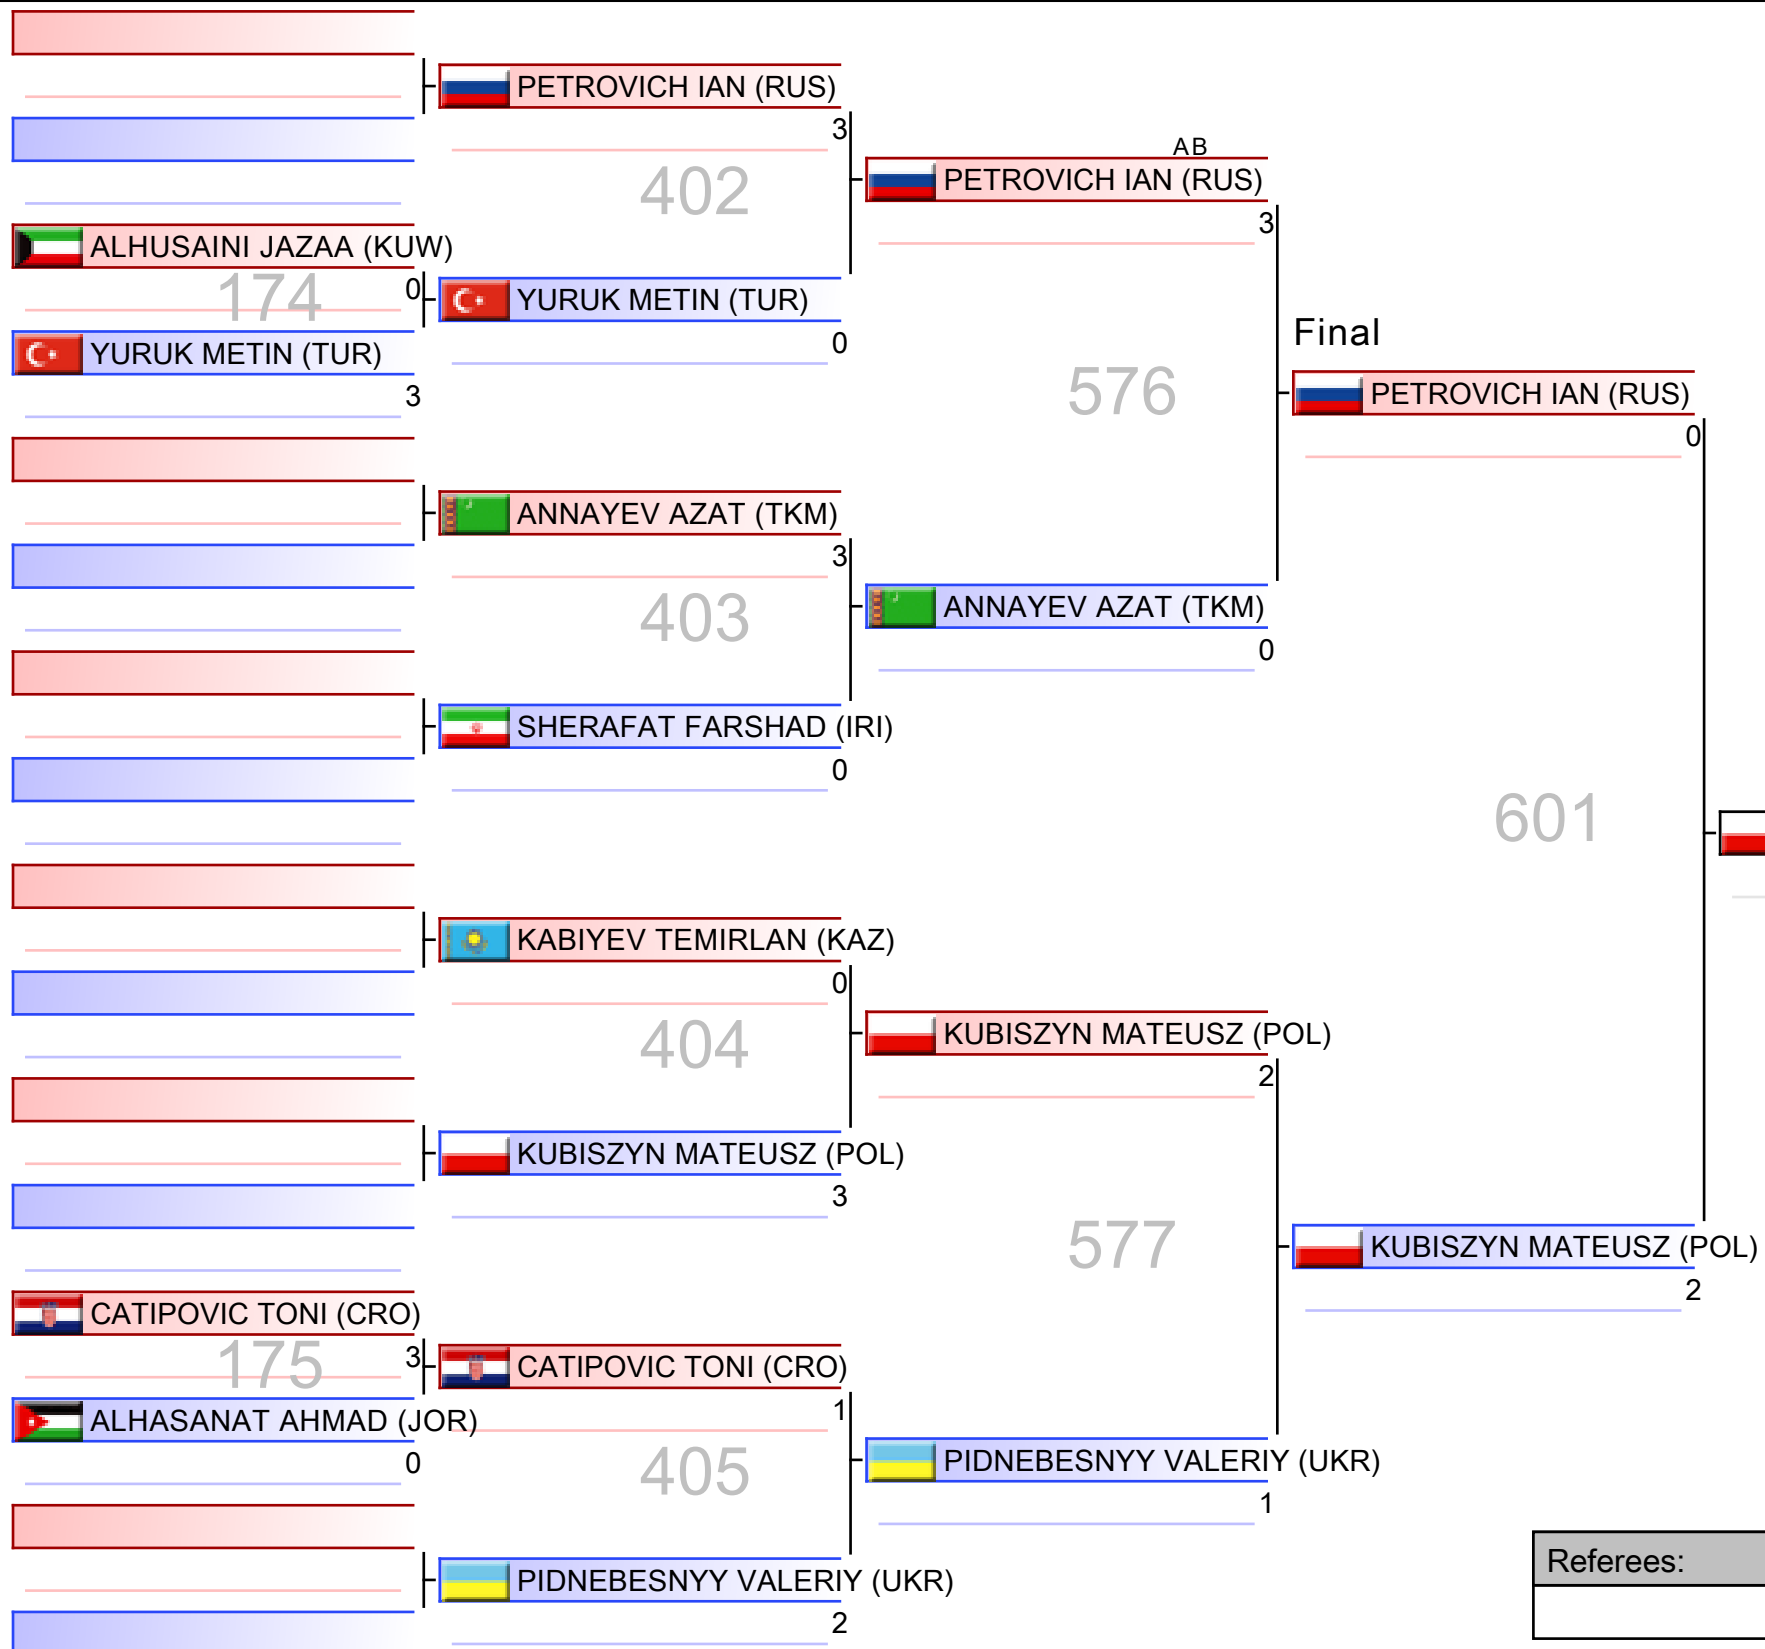 PETROVICH IAN (RUS)
3
402
AB
PETROVICH IAN (RUS)
3
ALHUSAINI JAZAA (KUW)
174
0
YURUK METIN (TUR)
0
YURUK METIN (TUR)
3
576
Final
PETROVICH IAN (RUS)
0
ANNAYEV AZAT (TKM)
3
403
ANNAYEV AZAT (TKM)
0
SHERAFAT FARSHAD (IRI)
0
601
KABIYEV TEMIRLAN (KAZ)
0
404
KUBISZYN MATEUSZ (POL)
2
KUBISZYN MATEUSZ (POL)
3
577
KUBISZYN MATEUSZ (POL)
2
CATIPOVIC TONI (CRO)
175
3
CATIPOVIC TONI (CRO)
1
ALHASANAT AHMAD (JOR)
0
405
PIDNEBESNYY VALERIY (UKR)
1
PIDNEBESNYY VALERIY (UKR)
2
Referees: